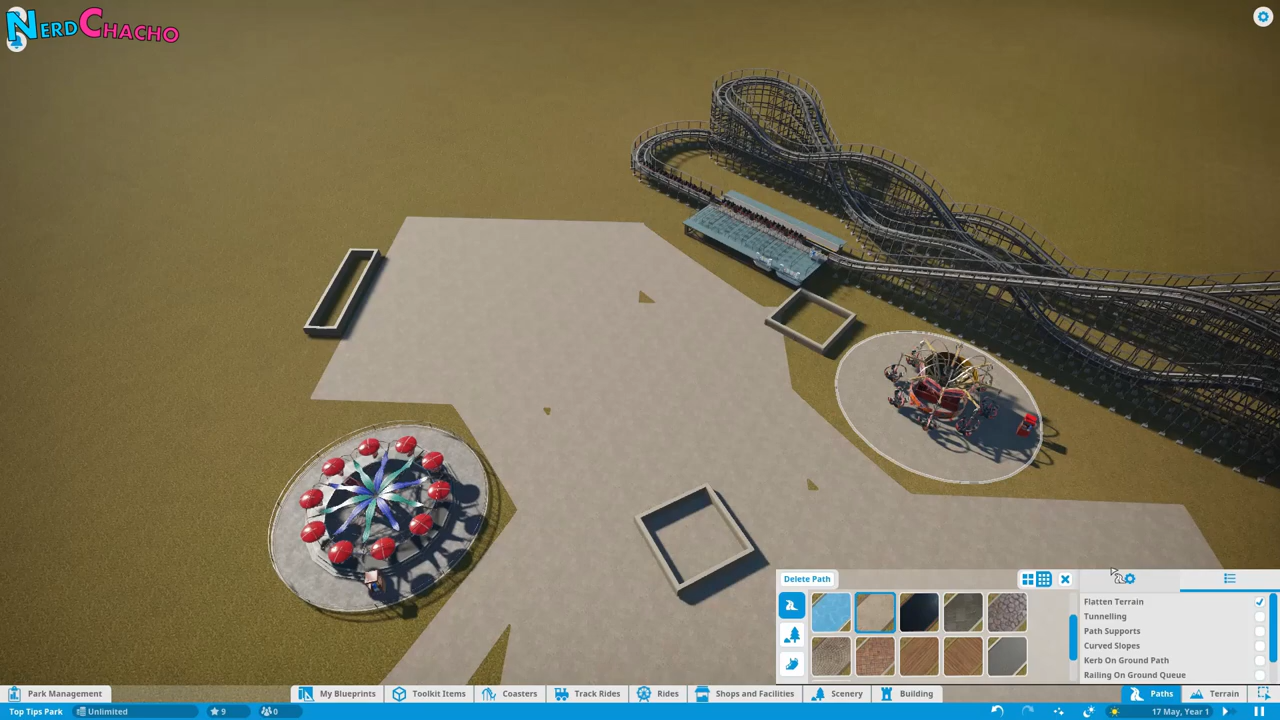 NERDCHACHO
Delete Path
Flatten Terrain
Tunnelling
Path Supports
Curved Slopes
Kerb On Ground Path
Railing On Ground Queue
Park Management
My Blueprints
Toolkit Items
Coasters
Track Rides
Rides
Shops and Facilities
Scenery
Building
Paths
Terrain
Top Tips Park
Unlimited
9
0
17 May, Year 1